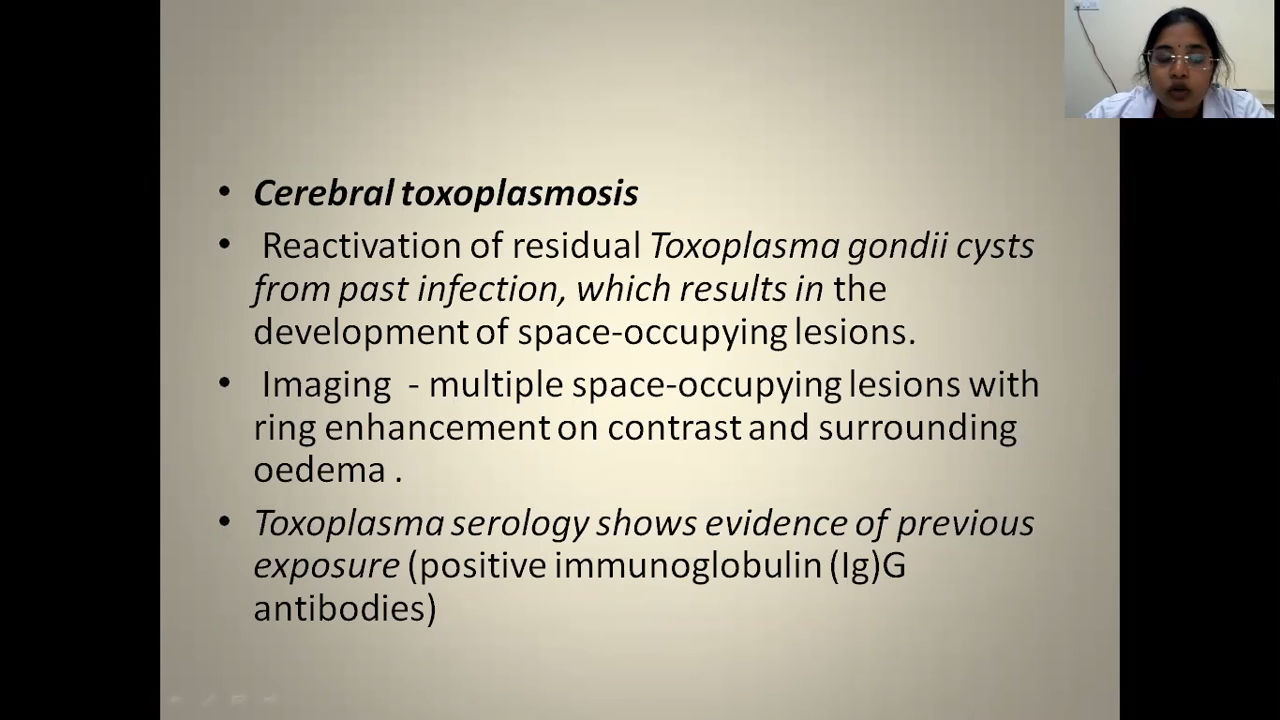 • Cerebral toxoplasmosis
• Reactivation of residual Toxoplasma gondii cysts
from past infection, which results in the
development of space-occupying lesions.
• Imaging - multiple space-occupying lesions with
ring enhancement on contrast and surrounding
oedema .
• Toxoplasma serology shows evidence of previous
exposure (positive immunoglobulin (Ig)G
antibodies)